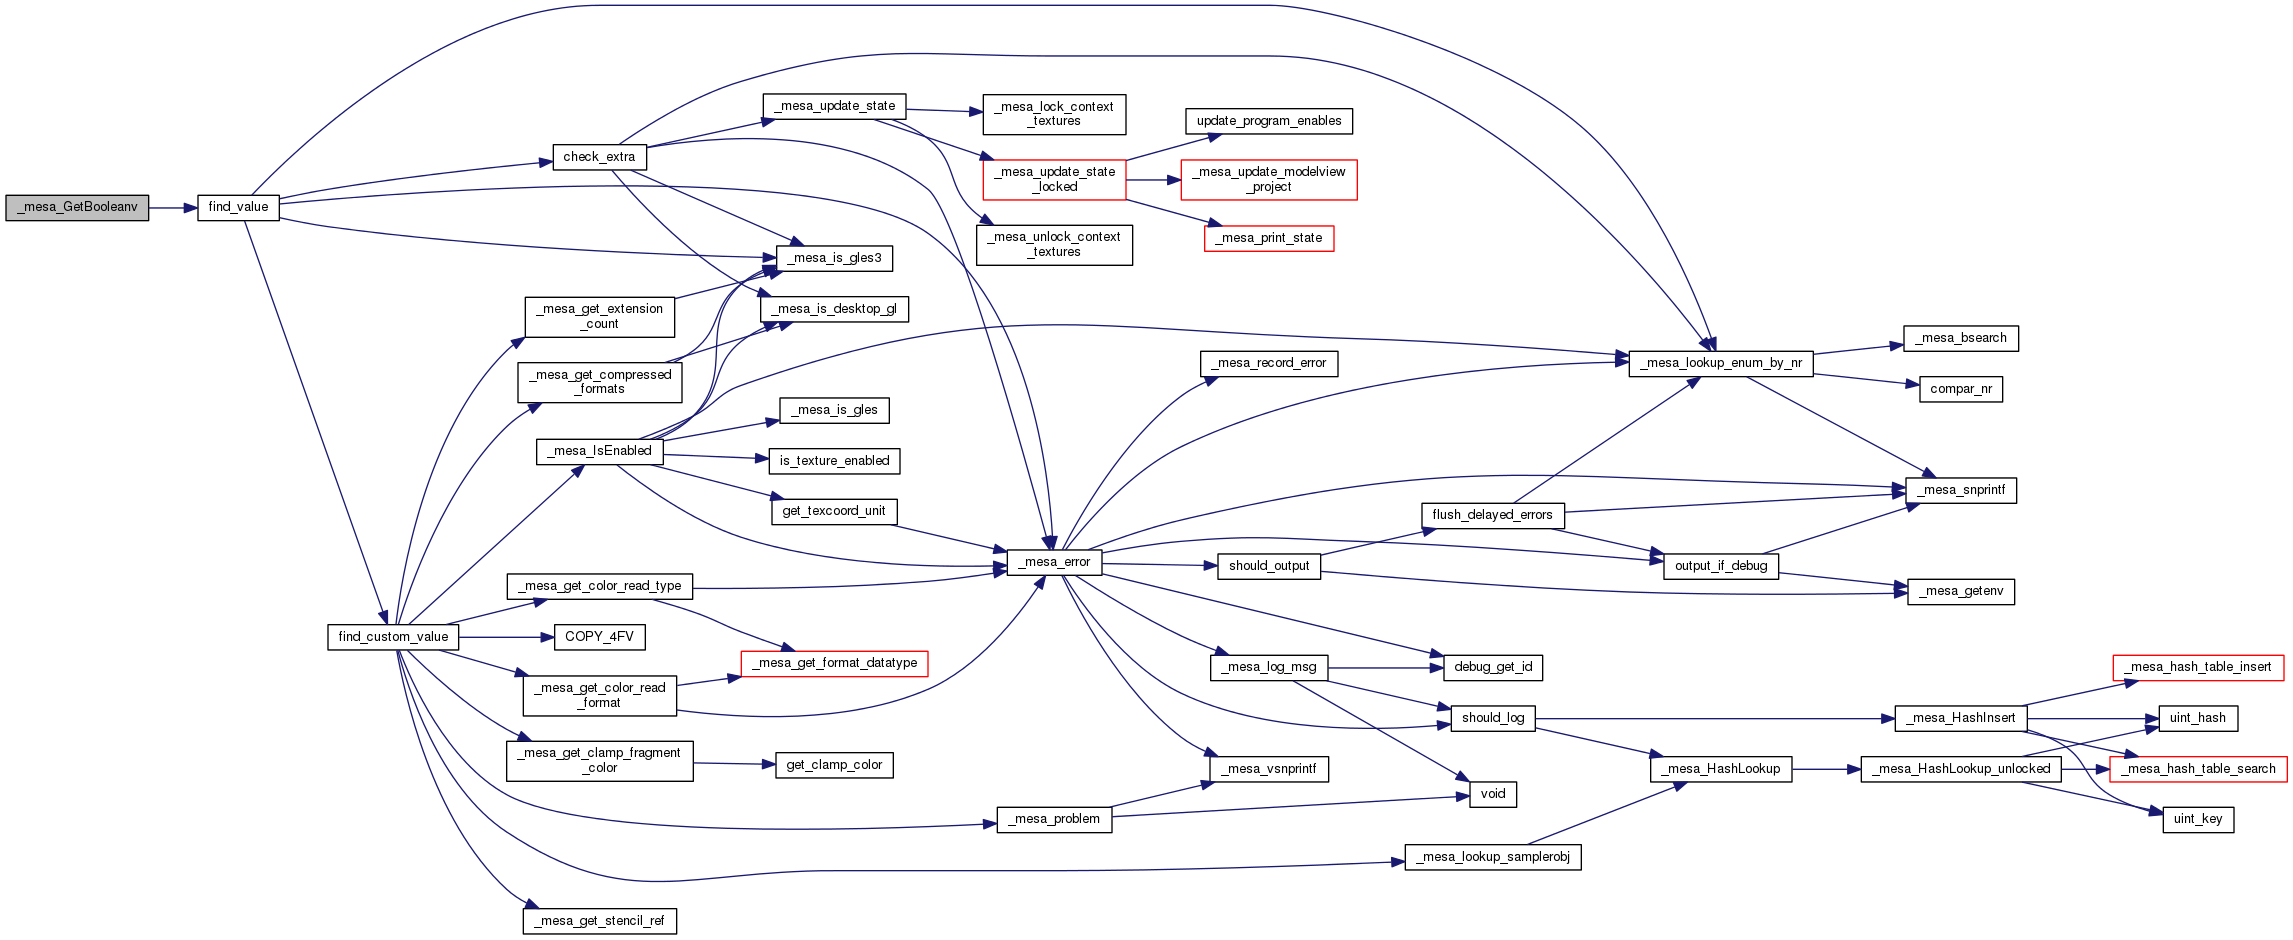 _mesa_GetBooleanv
find_value
check_extra
_mesa_update_state
_mesa_lock_context
_textures
update_program_enables
_mesa_update_state
_locked
_mesa_update_modelview
_project
_mesa_print_state
_mesa_unlock_context
_textures
_mesa_is_gles3
_mesa_is_desktop_gl
_mesa_get_extension
_count
_mesa_get_compressed
_formats
_mesa_IsEnabled
_mesa_is_gles
is_texture_enabled
get_texcoord_unit
_mesa_record_error
_mesa_lookup_enum_by_nr
_mesa_bsearch
compar_nr
_mesa_snprintf
flush_delayed_errors
_mesa_error
should_output
output_if_debug
_mesa_getenv
_mesa_get_color_read_type
find_custom_value
COPY_4FV
_mesa_get_format_datatype
_mesa_get_color_read
_format
_mesa_log_msg
debug_get_id
should_log
_mesa_HashInsert
_mesa_hash_table_insert
uint_hash
_mesa_get_clamp_fragment
_color
get_clamp_color
_mesa_vsnprintf
_mesa_HashLookup
_mesa_HashLookup_unlocked
_mesa_hash_table_search
void
_mesa_problem
uint_key
_mesa_lookup_samplerobj
_mesa_get_stencil_ref